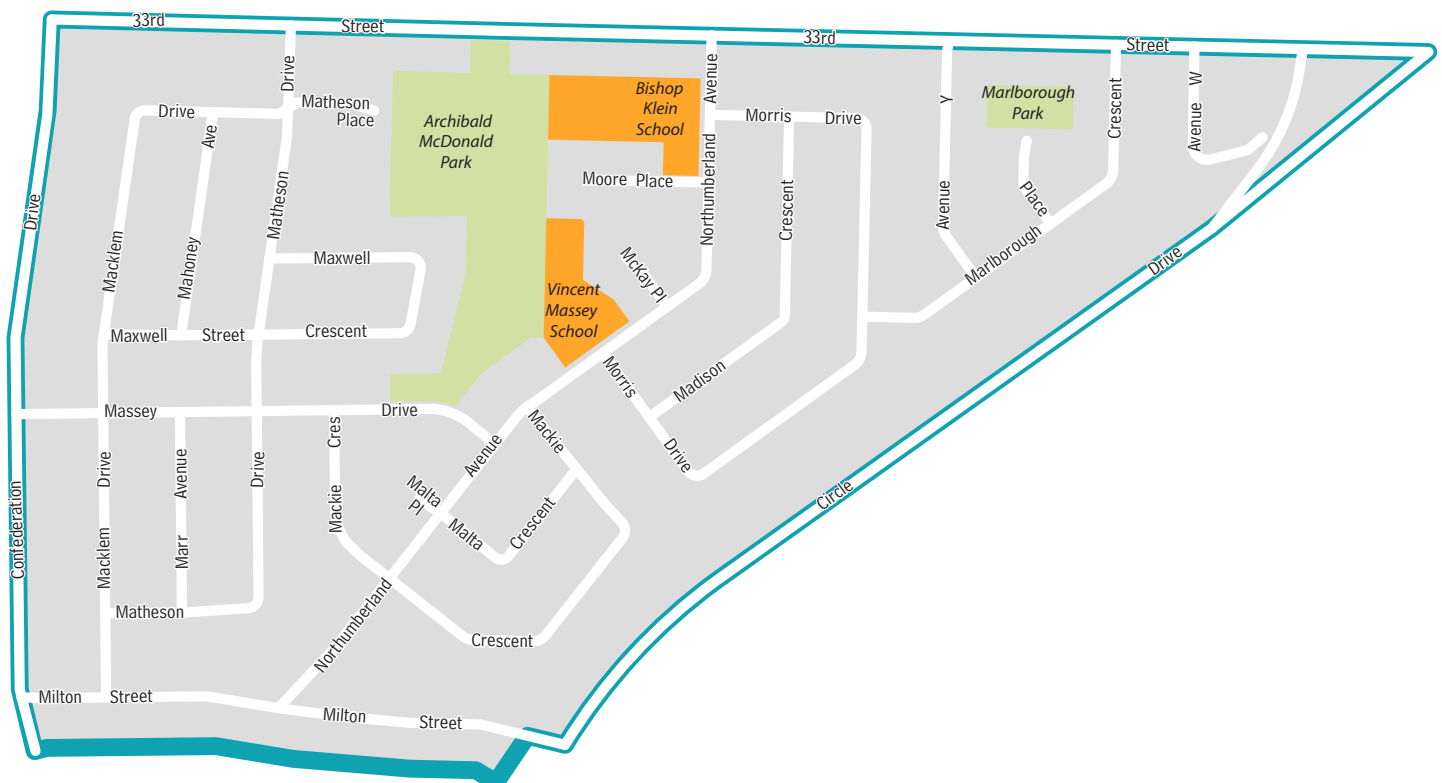 33rd
Street
33rd
Street
Drive
Matheson
Place
Drive
Ave
Archibald
McDonald
Park
Bishop
Klein
School
Avenue
Morris
Drive
Y
Marlborough
Park
Crescent
W
Avenue
Drive
Macklem
Mahoney
Matheson
Moore Place
Northumberland
Crescent
Avenue
Place
Maxwell
McKay Pl
Marlborough
Drive
Maxwell
Street
Crescent
Vincent
Massey
School
Massey
Drive
Morris
Madison
Drive
Cres
Mackie
Avenue
Mackie
Drive
Avenue
Drive
Malta
Pl
Malta
Crescent
Circle
Confederation
Macklem
Marr
Matheson
Northumberland
Crescent
Milton
Street
Milton
Street